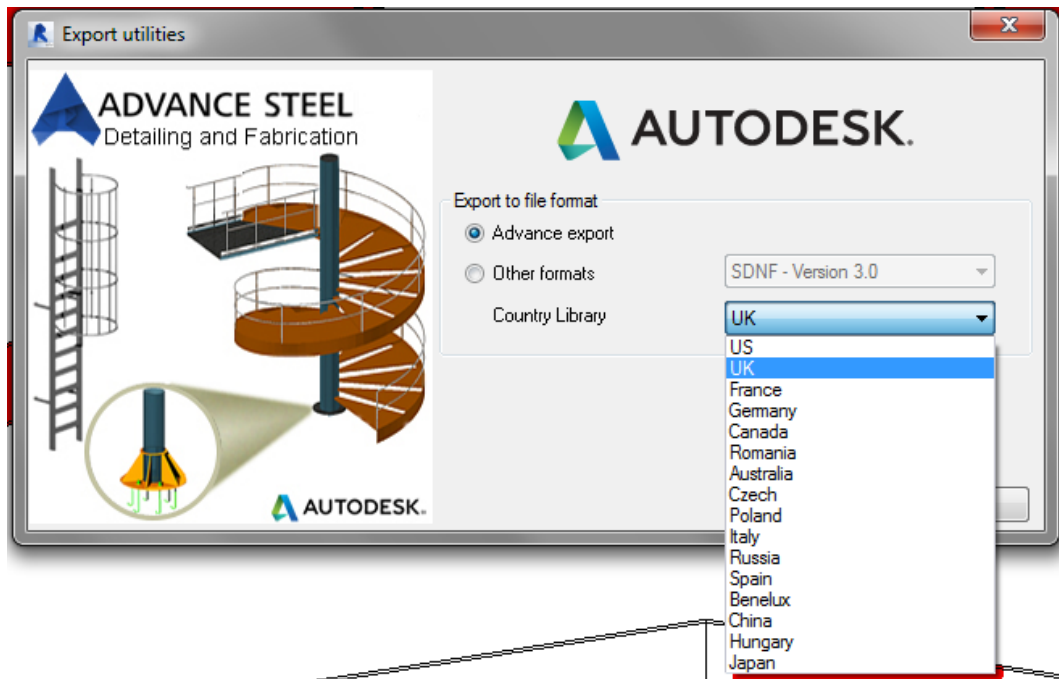 Export utilities
ADVANCE STEEL
Detailing and Fabrication
AUTODESK.
AUTODESK.
Export to file format
Advance export
Other formats
SDNF - Version 3.0
Country Library
UK
US
UK
France
Germany
Canada
Romania
Australia
Czech
Poland
Italy
Russia
Spain
Benelux
China
Hungary
Japan